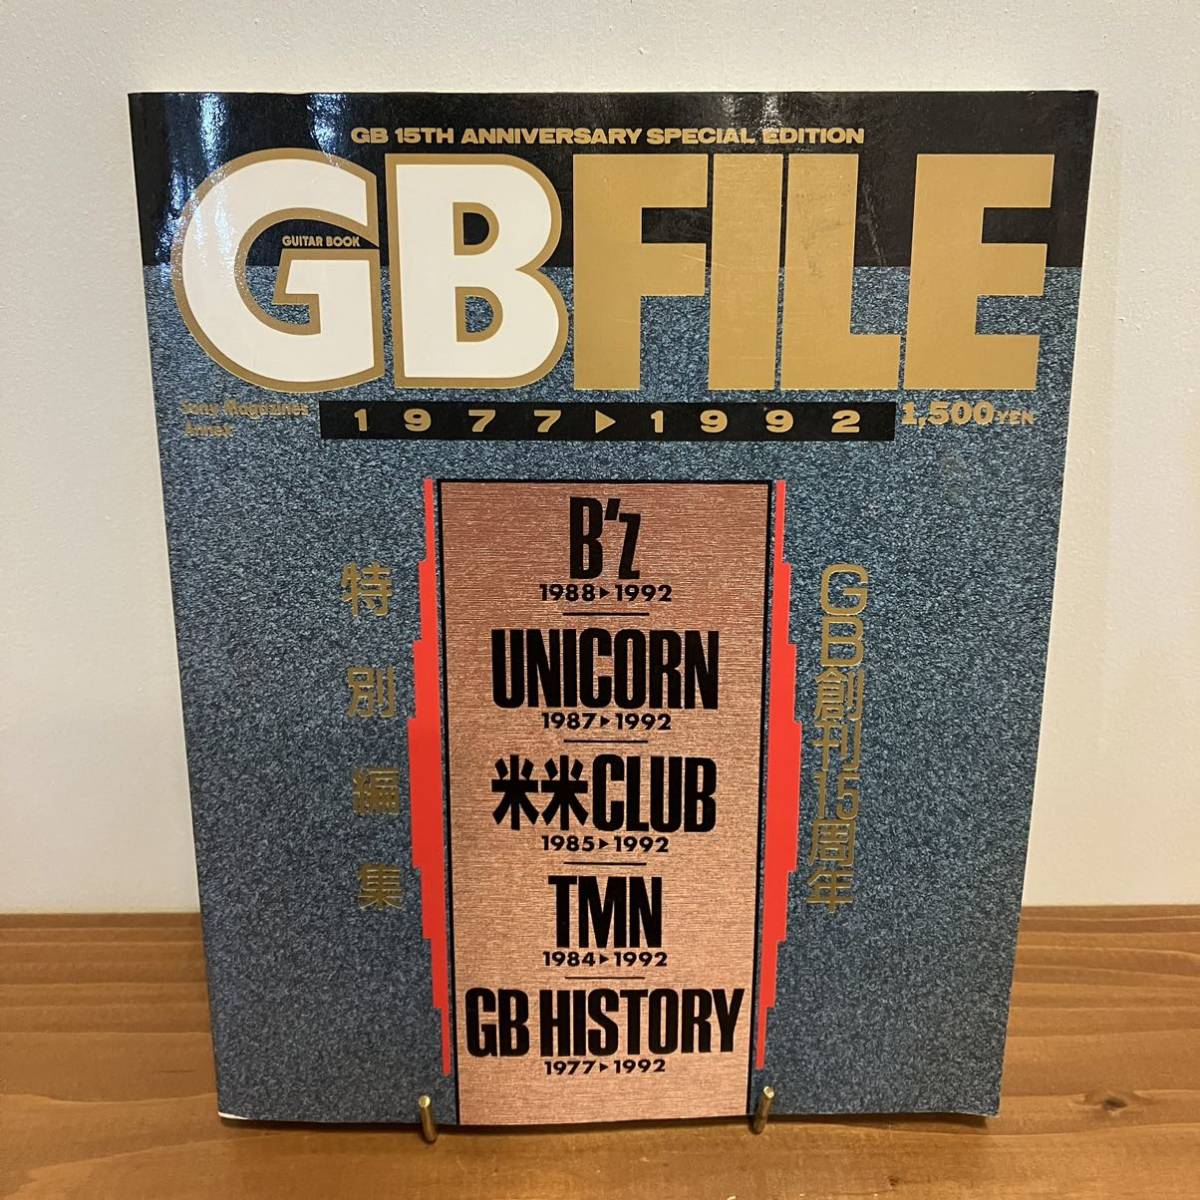 GB 15TH ANNIVERSARY SPECIAL EDITION
GB FILE
GUITAR BOOK
Sony Magazines
Annex
1977▶1992
1,500YEN
GB創刊15周年
特別編集
B'z
1988▶1992
UNICORN
1987▶1992
米米CLUB
1985▶1992
TMN
1984▶1992
GB HISTORY
1977▶1992